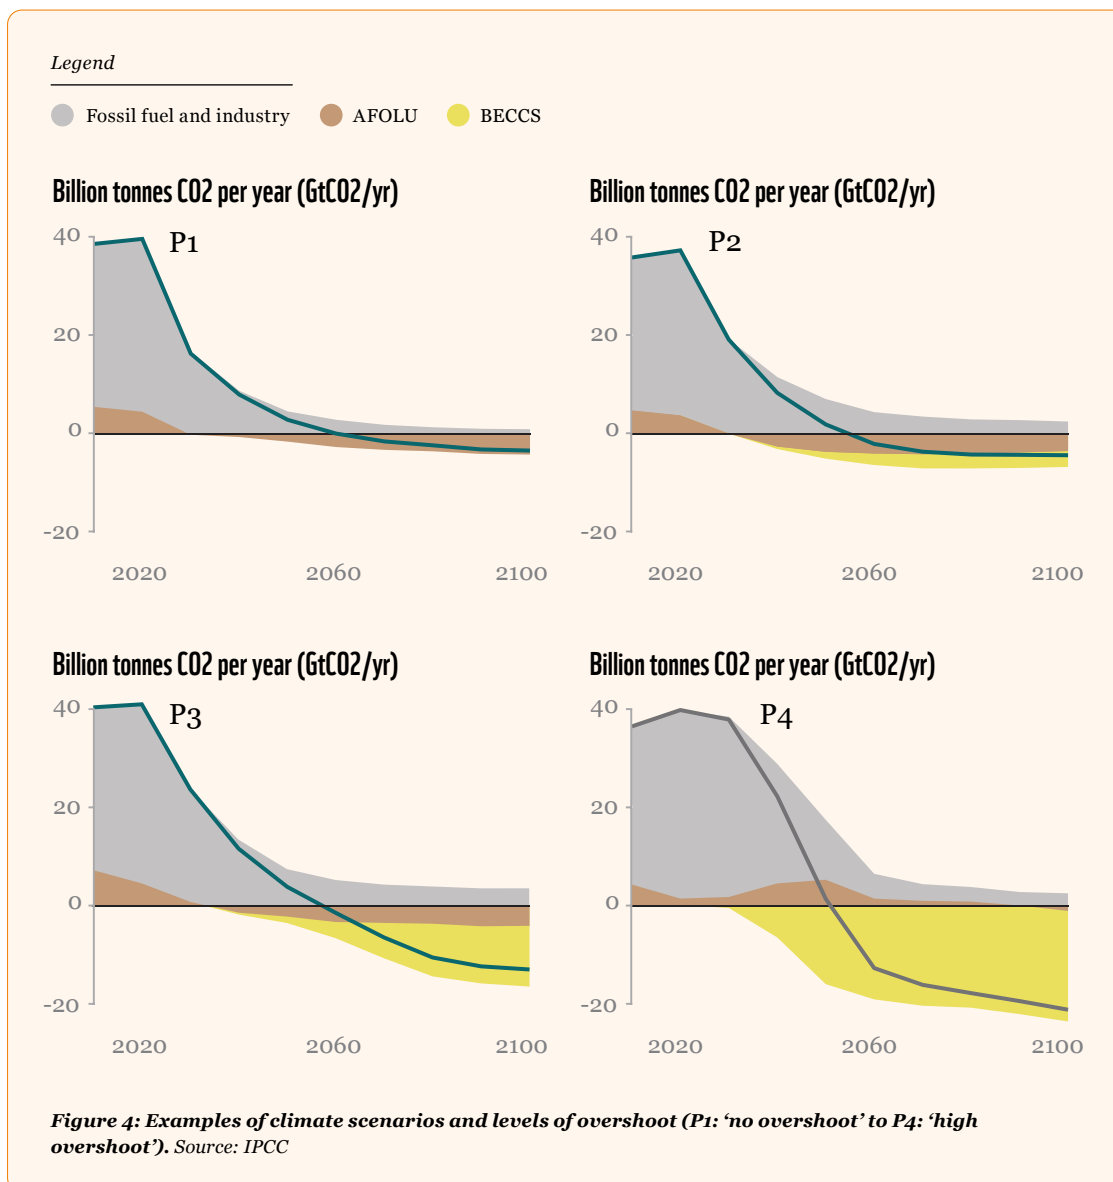 Legend
Fossil fuel and industry AFOLU BECCS
Billion tonnes CO2 per year (GtCO2/yr)
P1
40
20
0
-20
2020 2060 2100
Billion tonnes CO2 per year (GtCO2/yr)
P2
40
20
0
-20
2020 2060 2100
Billion tonnes CO2 per year (GtCO2/yr)
P3
40
20
0
-20
2020 2060 2100
Billion tonnes CO2 per year (GtCO2/yr)
P4
40
20
0
-20
2020 2060 2100
Figure 4: Examples of climate scenarios and levels of overshoot (P1: ‘no overshoot’ to P4: ‘high
overshoot’). Source: IPCC